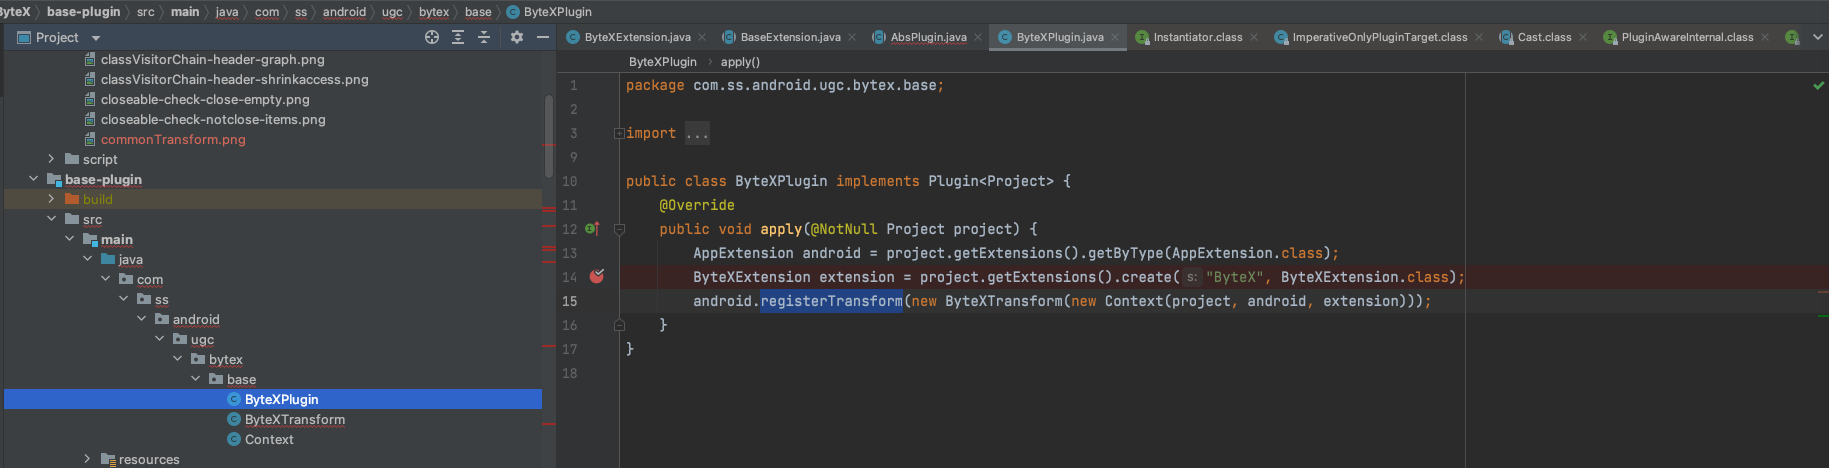 ByteX base-plugin src main java com ss android ugc bytex base ByteXPlugin
Project
ByteXExtension.java BaseExtension.java AbsPlugin.java ByteXPlugin.java Instantiator.class ImperativeOnlyPluginTarget.class Cast.class PluginAwareInternal.class
classVisitorChain-header-graph.png
classVisitorChain-header-shrinkaccess.png
closeable-check-close-empty.png
closeable-check-notclose-items.png
commonTransform.png
script
base-plugin
build
src
main
java
com
ss
android
ugc
bytex
base
ByteXPlugin
ByteXTransform
Context
resources
ByteXPlugin apply()
1 package com.ss.android.ugc.bytex.base;
2
3 import ...
9
10 public class ByteXPlugin implements Plugin<Project> {
11 @Override
12 public void apply(@NotNull Project project) {
13 AppExtension android = project.getExtensions().getByType(AppExtension.class);
14 ByteXExtension extension = project.getExtensions().create( s: "ByteX", ByteXExtension.class);
15 android.registerTransform(new ByteXTransform(new Context(project, android, extension)));
16 }
17 }
18